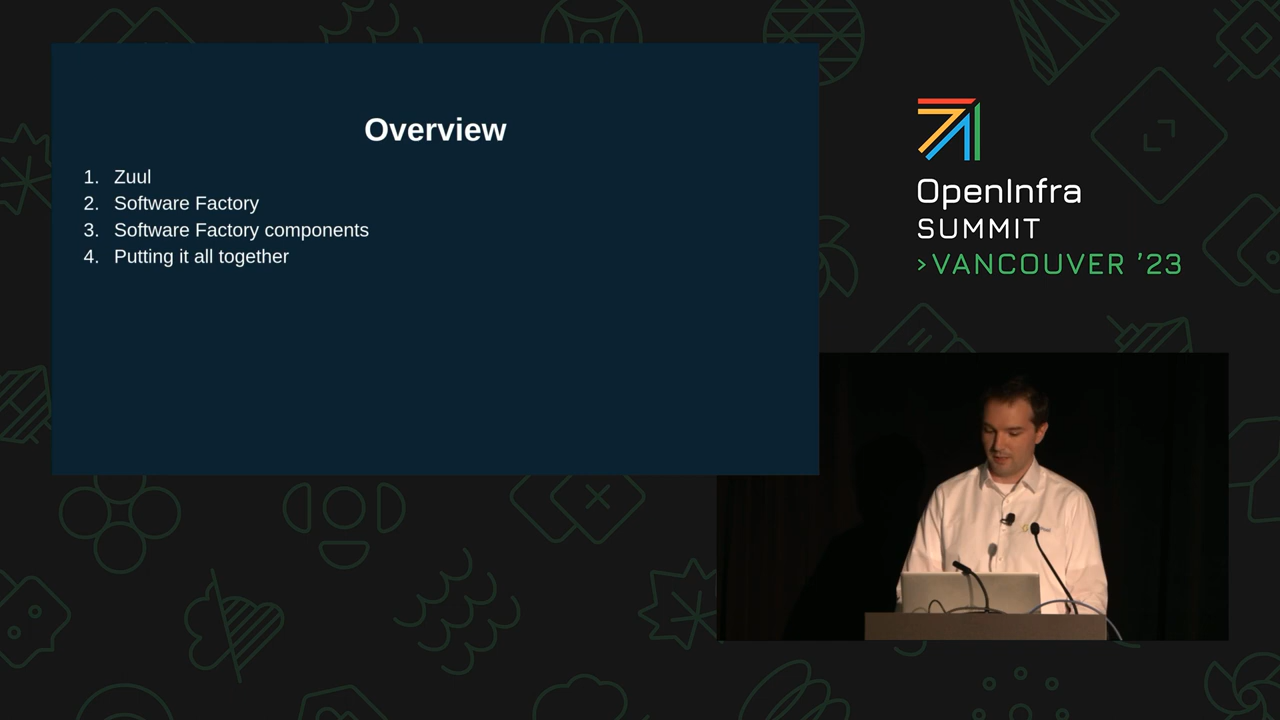 Overview
1. Zuul
2. Software Factory
3. Software Factory components
4. Putting it all together
OpenInfra
SUMMIT
>VANCOUVER '23